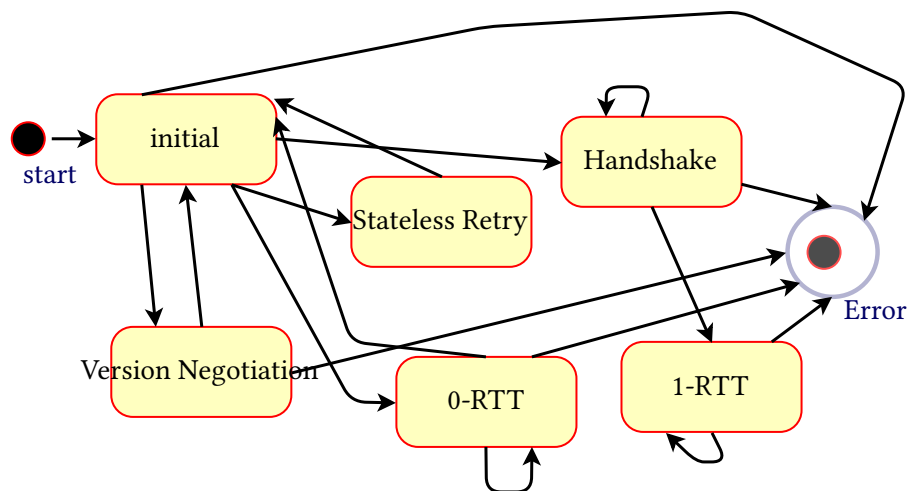 initial
start
Handshake
Stateless Retry
Error
Version Negotiation
0-RTT
1-RTT